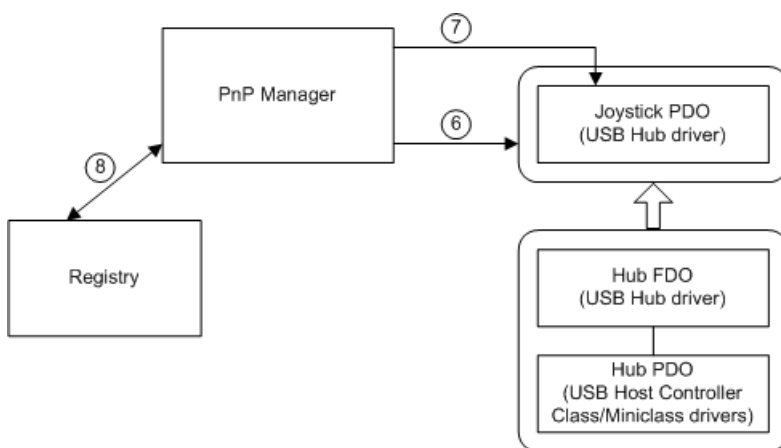 7
PnP Manager
Joystick PDO
(USB Hub driver)
6
8
Registry
Hub FDO
(USB Hub driver)
Hub PDO
(USB Host Controller
Class/Miniclass drivers)